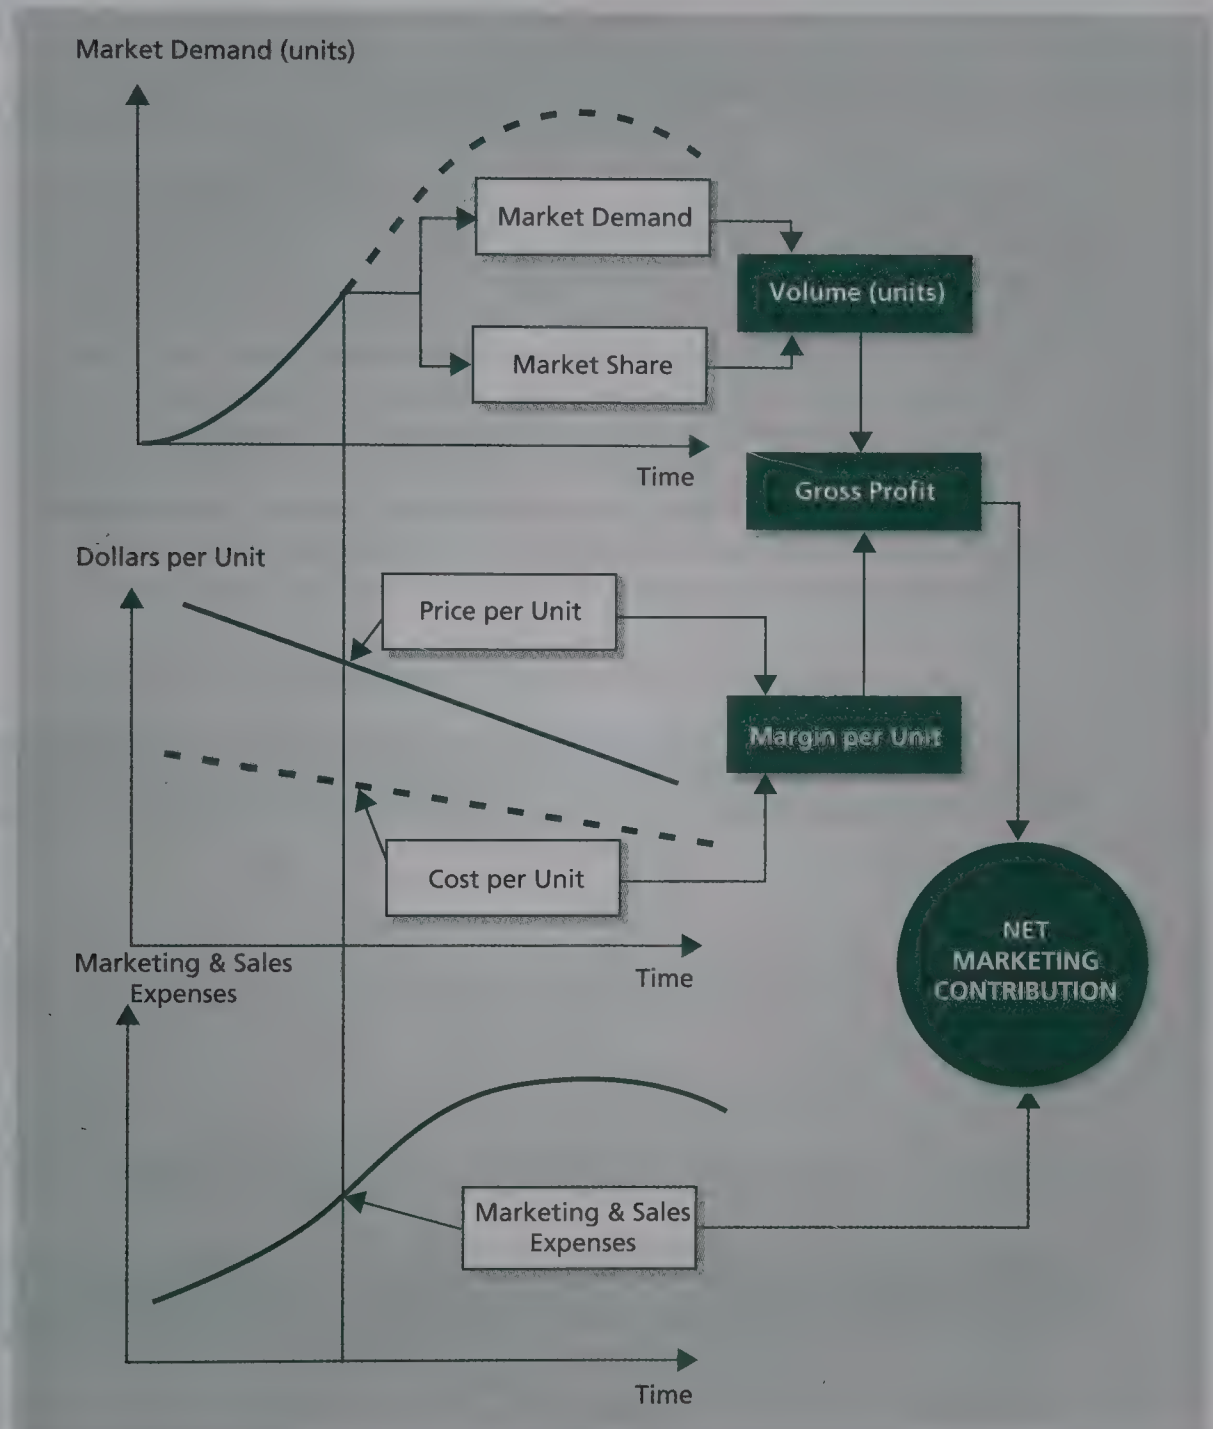 Market Demand (units)
Market Demand
Volume (units)
Market Share
Time
Gross Profit
Dollars per Unit
Price per Unit
Margin per Unit
Cost per Unit
Time
NET
MARKETING
CONTRIBUTION
Marketing & Sales
Expenses
Marketing & Sales
Expenses
Time